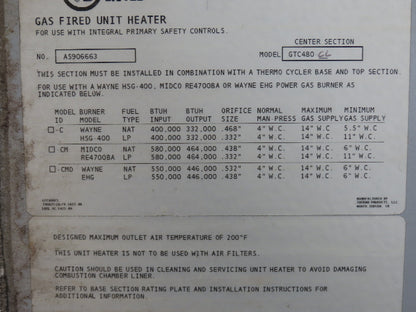 LISTED
GAS FIRED UNIT HEATER
FOR USE WITH INTEGRAL PRIMARY SAFETY CONTROLS.
CENTER SECTION
NO. AS906663 MODEL GTC480
THIS SECTION MUST BE INSTALLED IN COMBINATION WITH A THERMO CYCLER BASE AND TOP SECTION.
FOR USE WITH A WAYNE HSG-400, MIDCO RE4700BA OR WAYNE EHG POWER GAS BURNER AS
INDICATED BELOW.
MODEL BURNER FUEL BTUH BTUH ORIFICE NORMAL MAXIMUM MINIMUM
ID MODEL TYPE INPUT OUTPUT SIZE MAN PRESS GAS SUPPLY GAS SUPPLY
-C WAYNE NAT 400,000 332,000 .468" 4" W.C. 14" W.C. 5.5" W.C
HSG-400 LP 400,000 332,000 .332" 4" W.C. 14" W.C. 11" W.C.
-CM MIDCO NAT 580,000 464,000 .438" 4" W.C. 14" W.C. 6" W.C.
RE4700BA LP 580,000 464,000 .332" 4" W.C. 14" W.C. 11" W.C.
-CMD WAYNE NAT 550,000 446,000 .532" 4" W.C. 14" W.C. 6" W.C.
EHG LP 550,000 446,000 .438" 4" W.C. 14" W.C. 6" W.C.
DESIGNED MAXIMUM OUTLET AIR TEMPERATURE OF 200°F
THIS UNIT HEATER IS NOT TO BE USED WITH AIR FILTERS.
CAUTION SHOULD BE USED IN CLEANING AND SERVICING UNIT HEATER TO AVOID DAMAGING
COMBUSTION CHAMBER LINER.
REFER TO BASE SECTION RATING PLATE AND INSTALLATION INSTRUCTIONS FOR
ADDITIONAL INFORMATION.